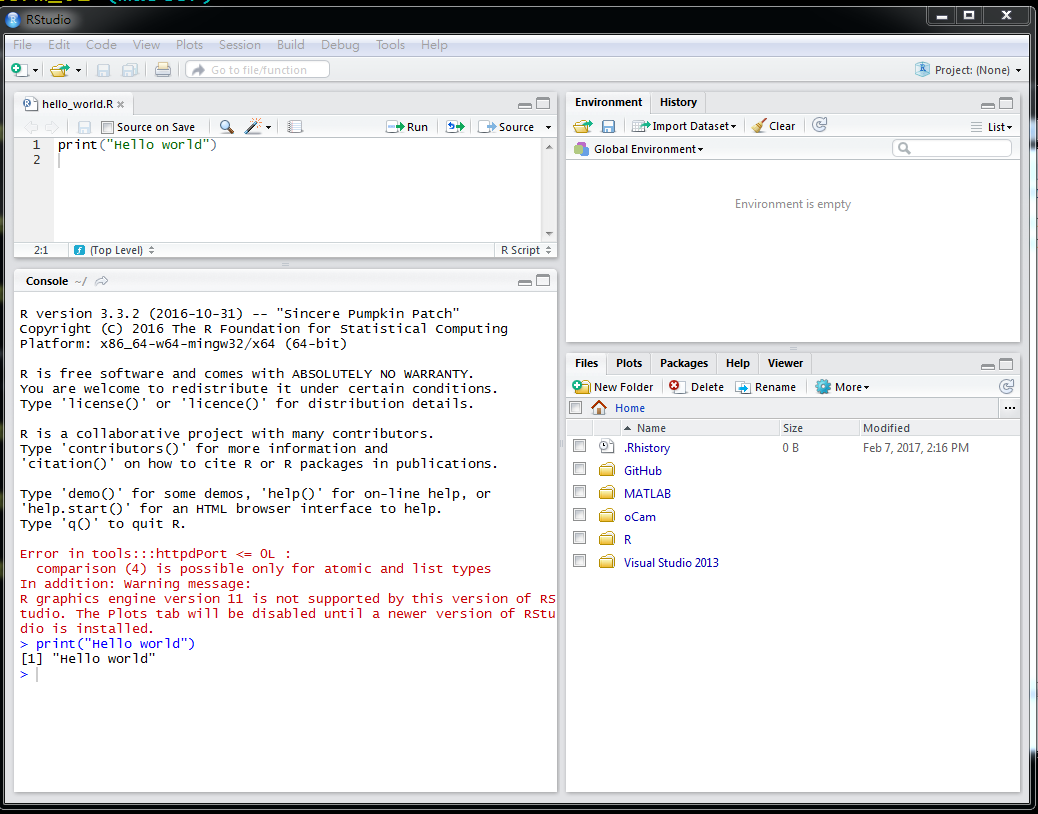 RStudio
File Edit Code View Plots Session Build Debug Tools Help
Go to file/function
Project: (None)
hello_world.R
Source on Save
Run
Source
1 print("Hello world")
2
2:1
(Top Level)
R Script
Console ~/
R version 3.3.2 (2016-10-31) -- "Sincere Pumpkin Patch"
Copyright (C) 2016 The R Foundation for Statistical Computing
Platform: x86_64-w64-mingw32/x64 (64-bit)
R is free software and comes with ABSOLUTELY NO WARRANTY.
You are welcome to redistribute it under certain conditions.
Type 'license()' or 'licence()' for distribution details.
R is a collaborative project with many contributors.
Type 'contributors()' for more information and
'citation()' on how to cite R or R packages in publications.
Type 'demo()' for some demos, 'help()' for on-line help, or
'help.start()' for an HTML browser interface to help.
Type 'q()' to quit R.
Error in tools:::httpdPort <= 0L :
comparison (4) is possible only for atomic and list types
In addition: Warning message:
R graphics engine version 11 is not supported by this version of RS
tudio. The Plots tab will be disabled until a newer version of RStu
dio is installed.
> print("Hello world")
[1] "Hello world"
>
Environment History
Import Dataset Clear List
Global Environment
Environment is empty
Files Plots Packages Help Viewer
New Folder Delete Rename More
Home ...
Name Size Modified
.Rhistory 0 B Feb 7, 2017, 2:16 PM
GitHub
MATLAB
oCam
R
Visual Studio 2013